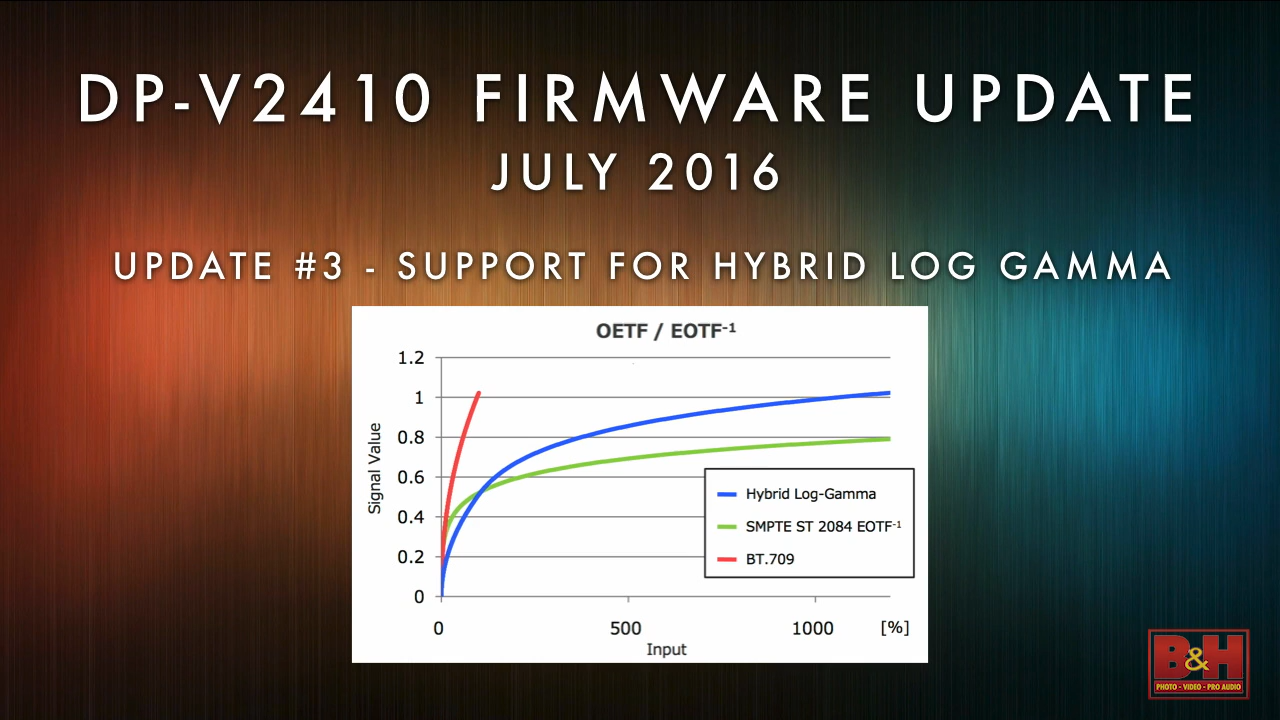 DP-V2410 FIRMWARE UPDATE
JULY 2016
UPDATE #3 - SUPPORT FOR HYBRID LOG GAMMA
OETF / EOTF-1
1.2
1
0.8
0.6
0.4
0.2
0
Signal Value
Hybrid Log-Gamma
SMPTE ST 2084 EOTF-1
BT.709
0 500 1000 [%]
Input
B&H
PHOTO - VIDEO - PRO AUDIO